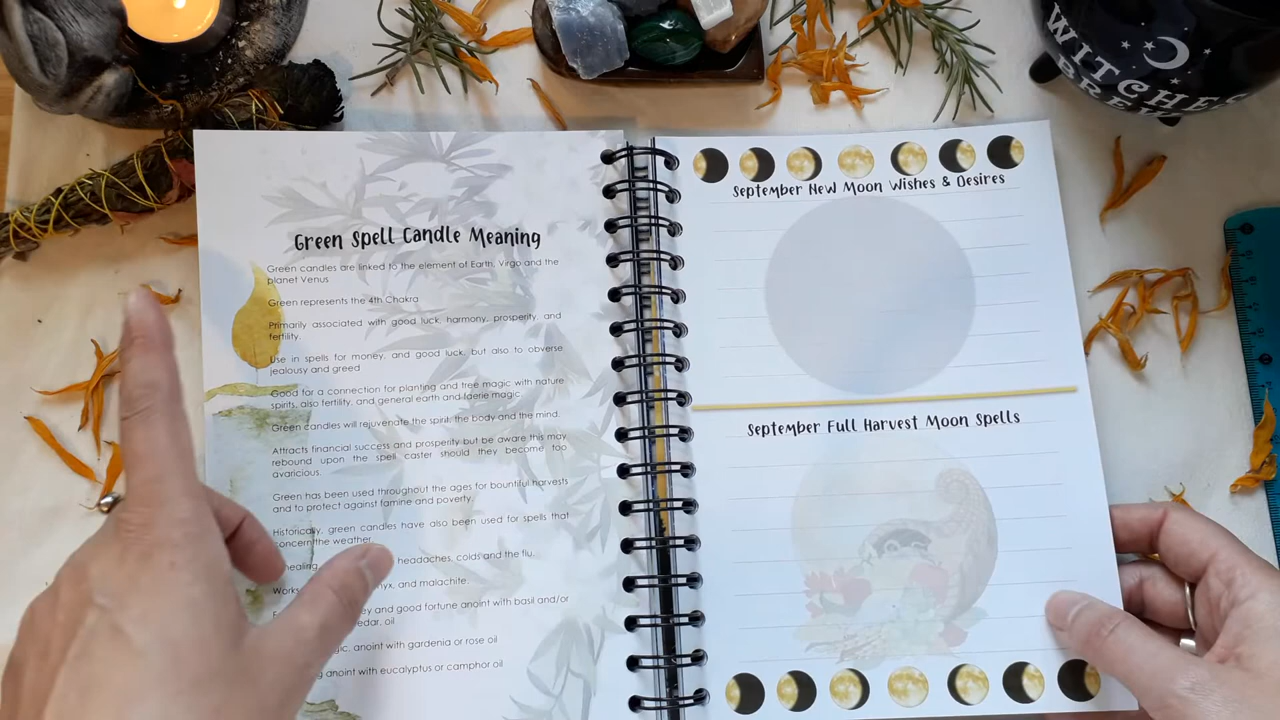 WITCHES
BREW
Green Spell Candle Meaning
Green candles are linked to the element of Earth, Virgo and the
planet Venus
Green represents the 4th Chakra
Primarily associated with good luck, harmony, prosperity, and
fertility.
Use in spells for money, and good luck, but also to obverse
jealousy and greed
Good for a connection for planting and tree magic with nature
spirits, also fertility, and general earth and faerie magic.
Green candles will rejuvenate the spirit, the body and the mind.
Attracts financial success and prosperity but be aware this may
rebound upon the spell caster should they become too
avaricious.
Green has been used throughout the ages for bountiful harvests
and to protect against famine and poverty.
Historically, green candles have also been used for spells that
concern the weather.
healing, headaches, colds and the flu.
Works and malachite.
and good fortune anoint with basil and/or
oil
anoint with gardenia or rose oil
anoint with eucalyptus or camphor oil
September New Moon Wishes & Desires
September Full Harvest Moon Spells